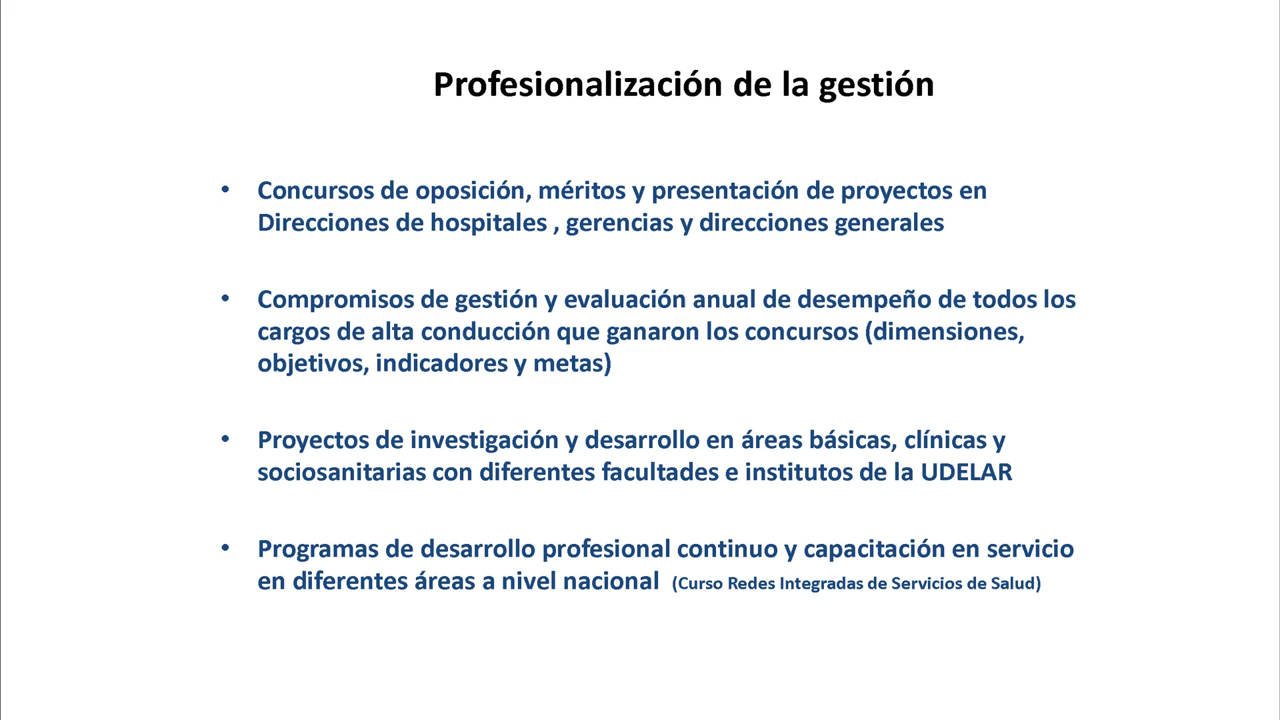 Profesionalización de la gestión
• Concursos de oposición, méritos y presentación de proyectos en
Direcciones de hospitales , gerencias y direcciones generales
• Compromisos de gestión y evaluación anual de desempeño de todos los
cargos de alta conducción que ganaron los concursos (dimensiones,
objetivos, indicadores y metas)
• Proyectos de investigación y desarrollo en áreas básicas, clínicas y
sociosanitarias con diferentes facultades e institutos de la UDELAR
• Programas de desarrollo profesional continuo y capacitación en servicio
en diferentes áreas a nivel nacional (Curso Redes Integradas de Servicios de Salud)